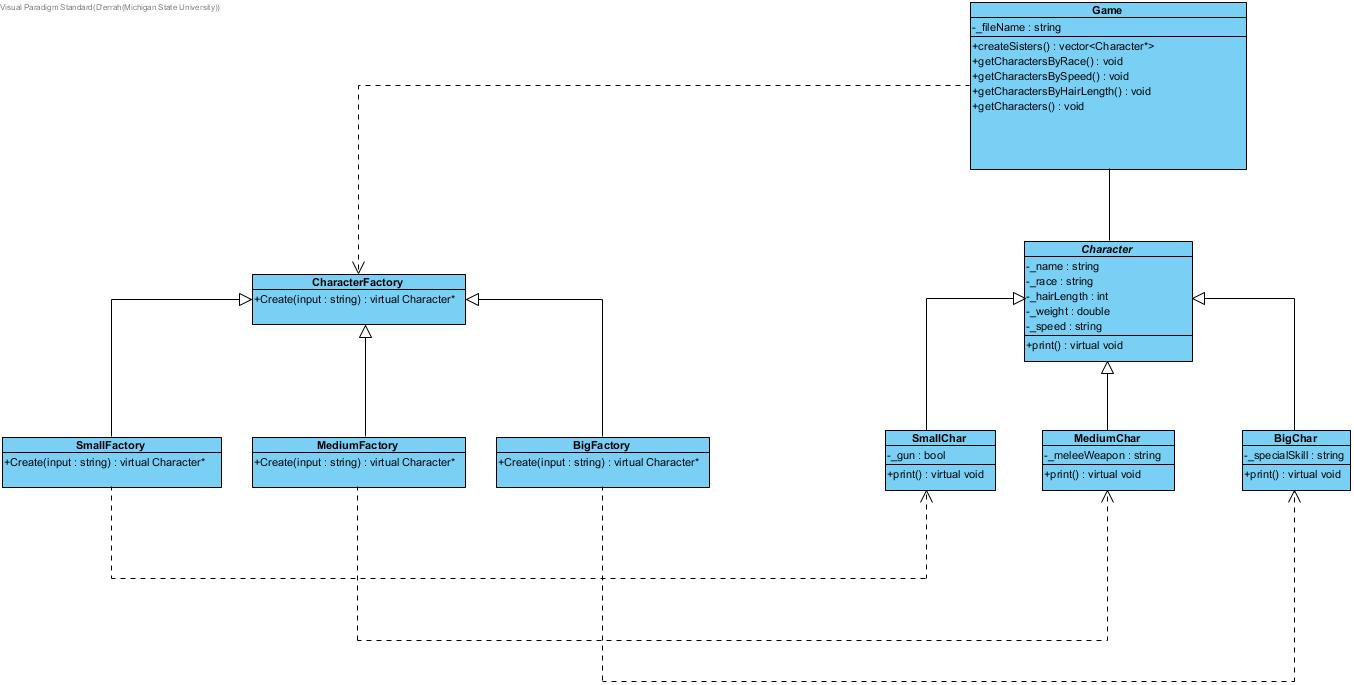 Visual Paradigm Standard(D'errah(Michigan State University))
Game
-_fileName : string
+createSisters() : vector<Character*>
+getCharactersByRace() : void
+getCharactersBySpeed() : void
+getCharactersByHairLength() : void
+getCharacters() : void
CharacterFactory
+Create(input : string) : virtual Character*
Character
-_name : string
-_race : string
-_hairLength : int
-_weight : double
-_speed : string
+print() : virtual void
SmallFactory
+Create(input : string) : virtual Character*
MediumFactory
+Create(input : string) : virtual Character*
BigFactory
+Create(input : string) : virtual Character*
SmallChar
-_gun : bool
+print() : virtual void
MediumChar
-_meleeWeapon : string
+print() : virtual void
BigChar
-_specialSkill : string
+print() : virtual void